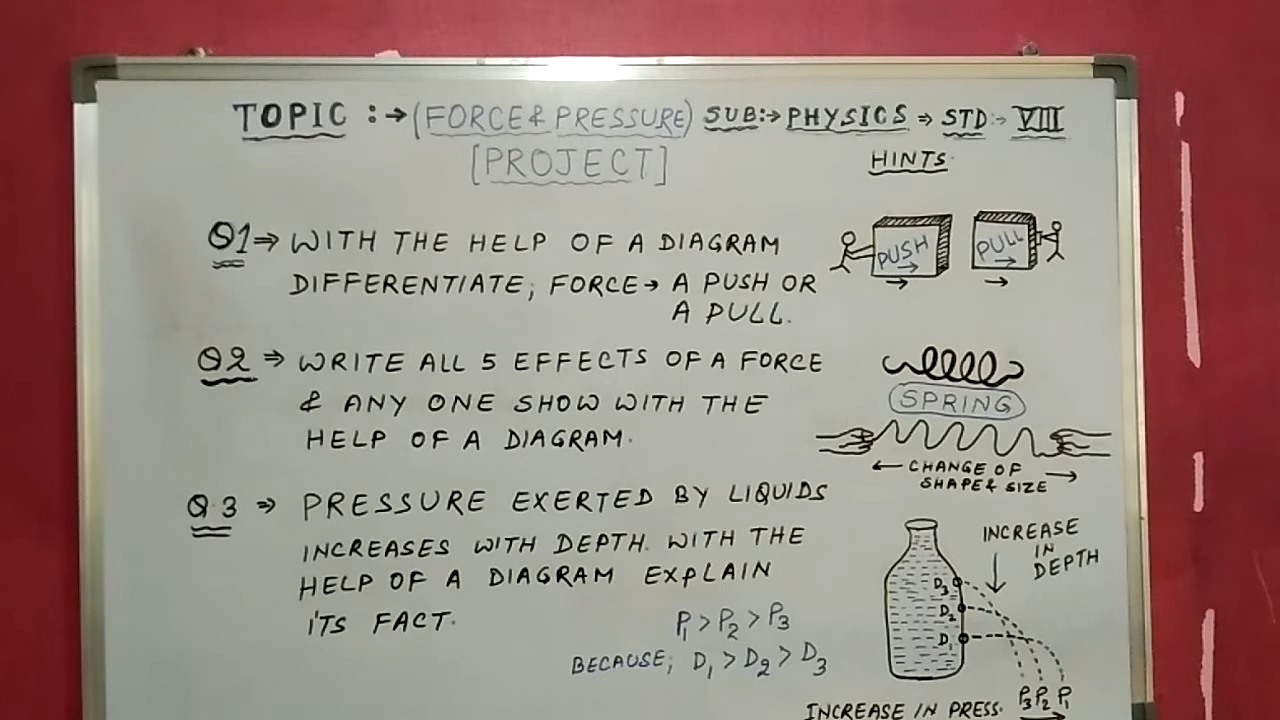 TOPIC :→ (FORCE & PRESSURE) SUB:→ PHYSICS ⇒ STD:→ VIII
[PROJECT]
HINTS.
Q1⇒ WITH THE HELP OF A DIAGRAM
DIFFERENTIATE; FORCE → A PUSH OR
A PULL.
PUSH →
PULL →
Q2 ⇒ WRITE ALL 5 EFFECTS OF A FORCE
& ANY ONE SHOW WITH THE
HELP OF A DIAGRAM.
SPRING
← CHANGE OF →
SHAPE & SIZE
Q.3 ⇒ PRESSURE EXERTED BY LIQUIDS
INCREASES WITH DEPTH. WITH THE
HELP OF A DIAGRAM EXPLAIN
ITS FACT.
P₁ > P₂ > P₃
BECAUSE; D₁ > D₂ > D₃
INCREASE
IN
DEPTH
D₃
D₂
D
P₃ P₂ P₁
INCREASE IN PRESS. →